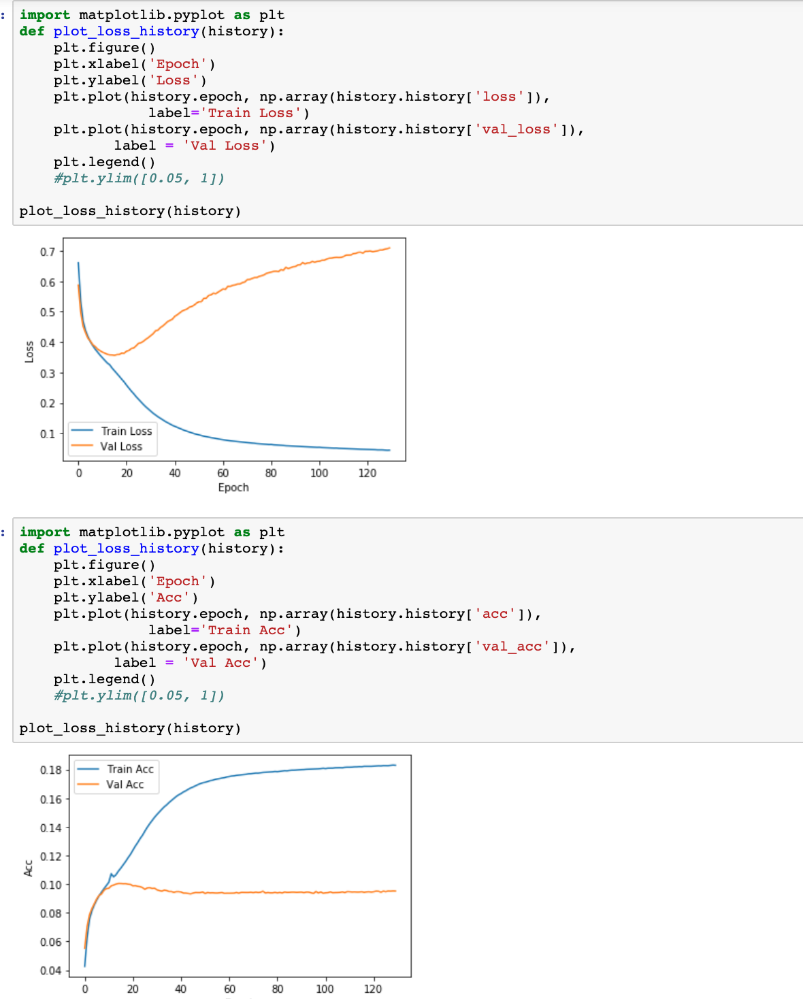 : import matplotlib.pyplot as plt
def plot_loss_history(history):
    plt.figure()
    plt.xlabel('Epoch')
    plt.ylabel('Loss')
    plt.plot(history.epoch, np.array(history.history['loss']),
               label='Train Loss')
    plt.plot(history.epoch, np.array(history.history['val_loss']),
           label = 'Val Loss')
    plt.legend()
    #plt.ylim([0.05, 1])
plot_loss_history(history)
0.7
0.6
0.5
0.4
0.3
0.2
0.1
Loss
Train Loss
Val Loss
0 20 40 60 80 100 120
Epoch
: import matplotlib.pyplot as plt
def plot_loss_history(history):
    plt.figure()
    plt.xlabel('Epoch')
    plt.ylabel('Acc')
    plt.plot(history.epoch, np.array(history.history['acc']),
               label='Train Acc')
    plt.plot(history.epoch, np.array(history.history['val_acc']),
           label = 'Val Acc')
    plt.legend()
    #plt.ylim([0.05, 1])
plot_loss_history(history)
Train Acc
Val Acc
0.18
0.16
0.14
0.12
0.10
0.08
0.06
0.04
Acc
0 20 40 60 80 100 120